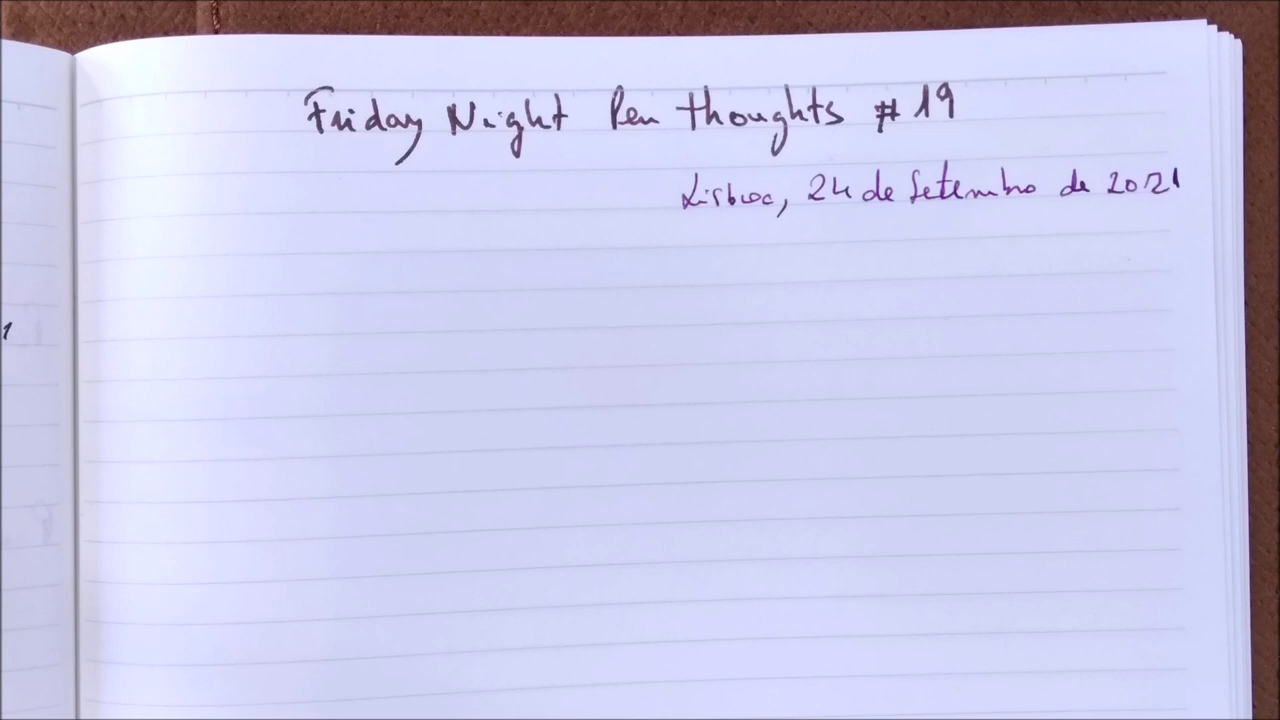 Friday Night Pen thoughts # 19
Lisboa, 24 de Setembro de 2021